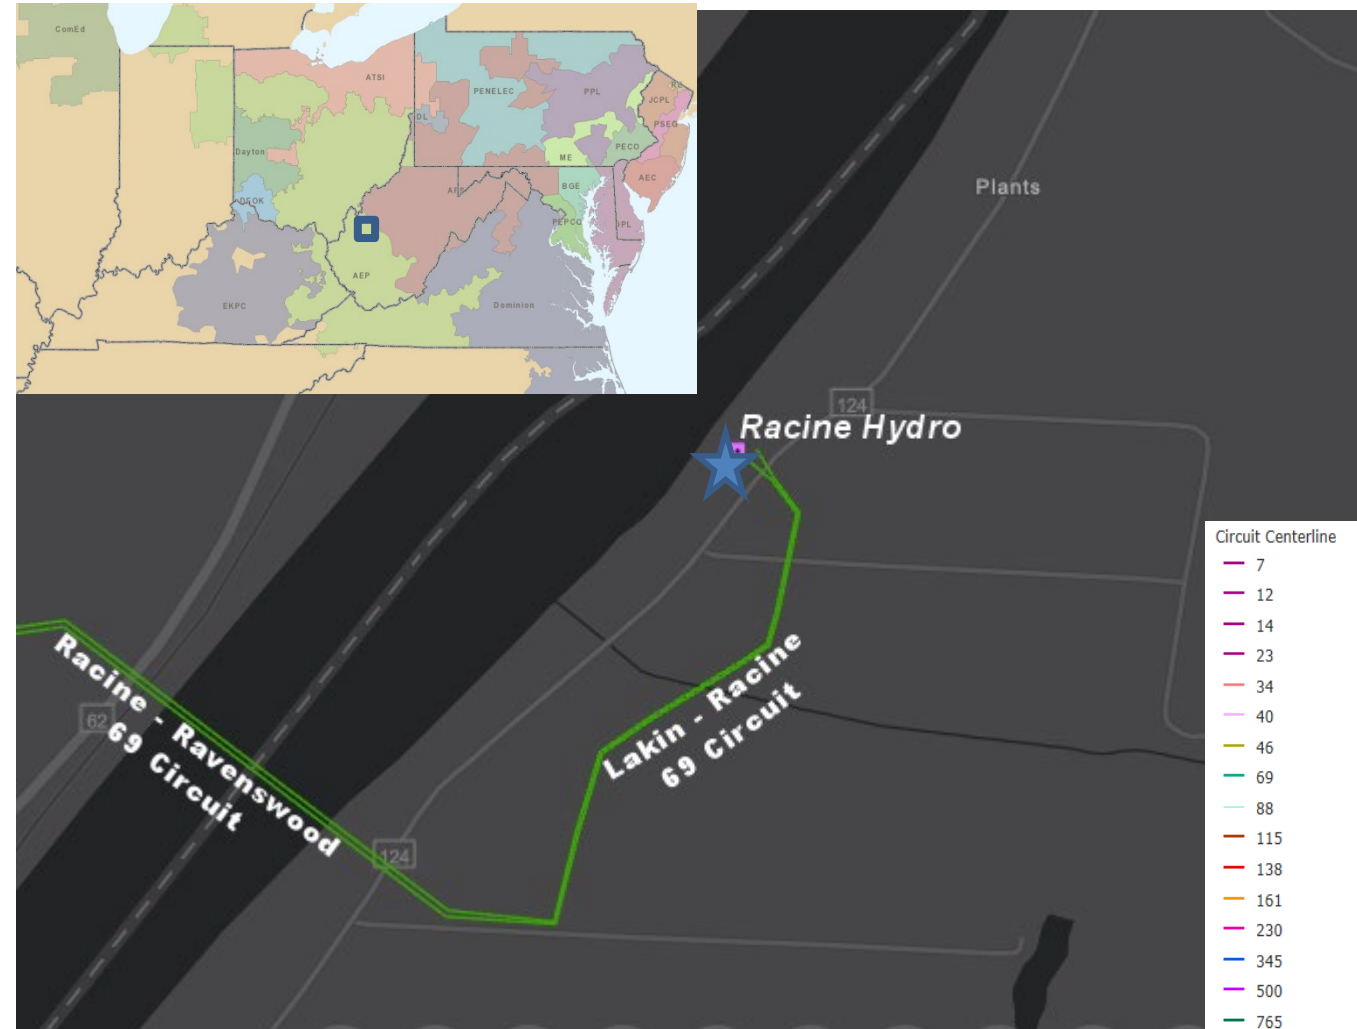 ComEd
ATSI
PENELEC
PPL
JCPL
PSEG
DL
Dayton
ME
PECO
AEC
DEOK
BGE
PEPCO
DPL
AEP
EKPC
Dominion
Plants
124
Racine Hydro
Racine - Ravenswood
69 Circuit
62
Lakin - Racine
69 Circuit
124
Circuit Centerline
7
12
14
23
34
40
46
69
88
115
138
161
230
345
500
765